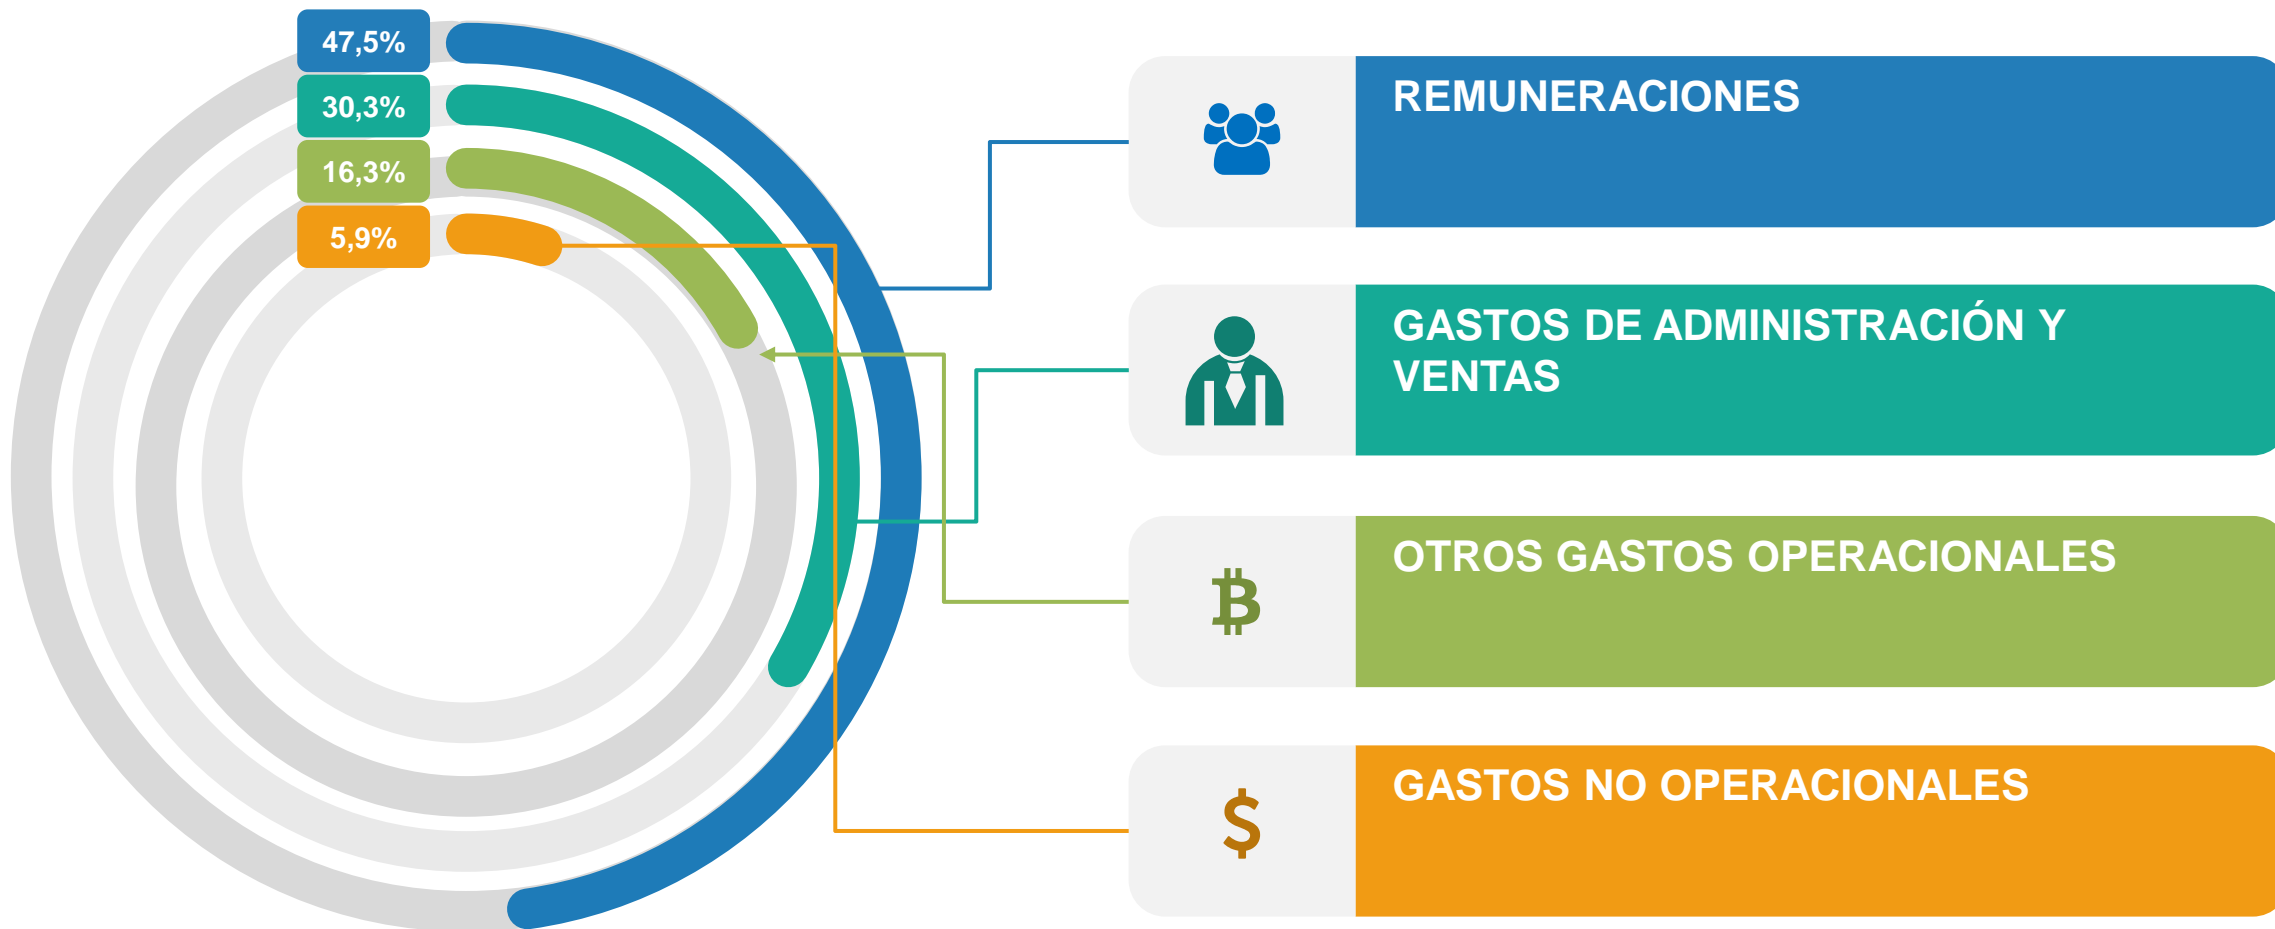 47,5%
30,3%
16,3%
5,9%
REMUNERACIONES
GASTOS DE ADMINISTRACIÓN Y
VENTAS
OTROS GASTOS OPERACIONALES
GASTOS NO OPERACIONALES